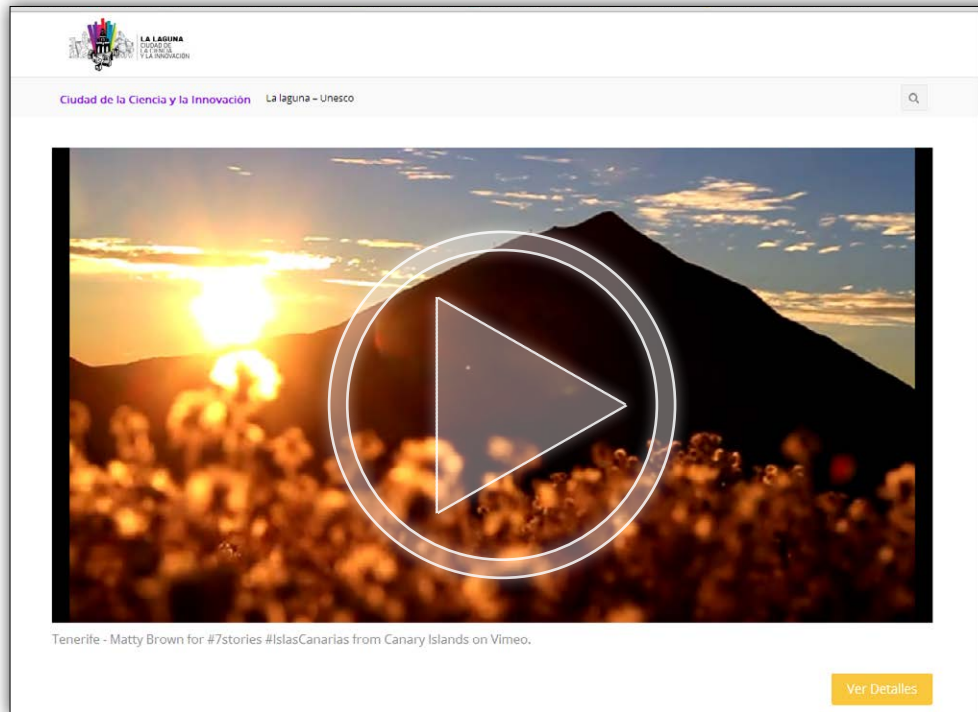 LA LAGUNA
CIUDAD DE
LA CIENCIA
Y LA INNOVACIÓN
Ciudad de la Ciencia y la Innovación La laguna – Unesco
Tenerife - Matty Brown for #7stories #IslasCanarias from Canary Islands on Vimeo.
Ver Detalles